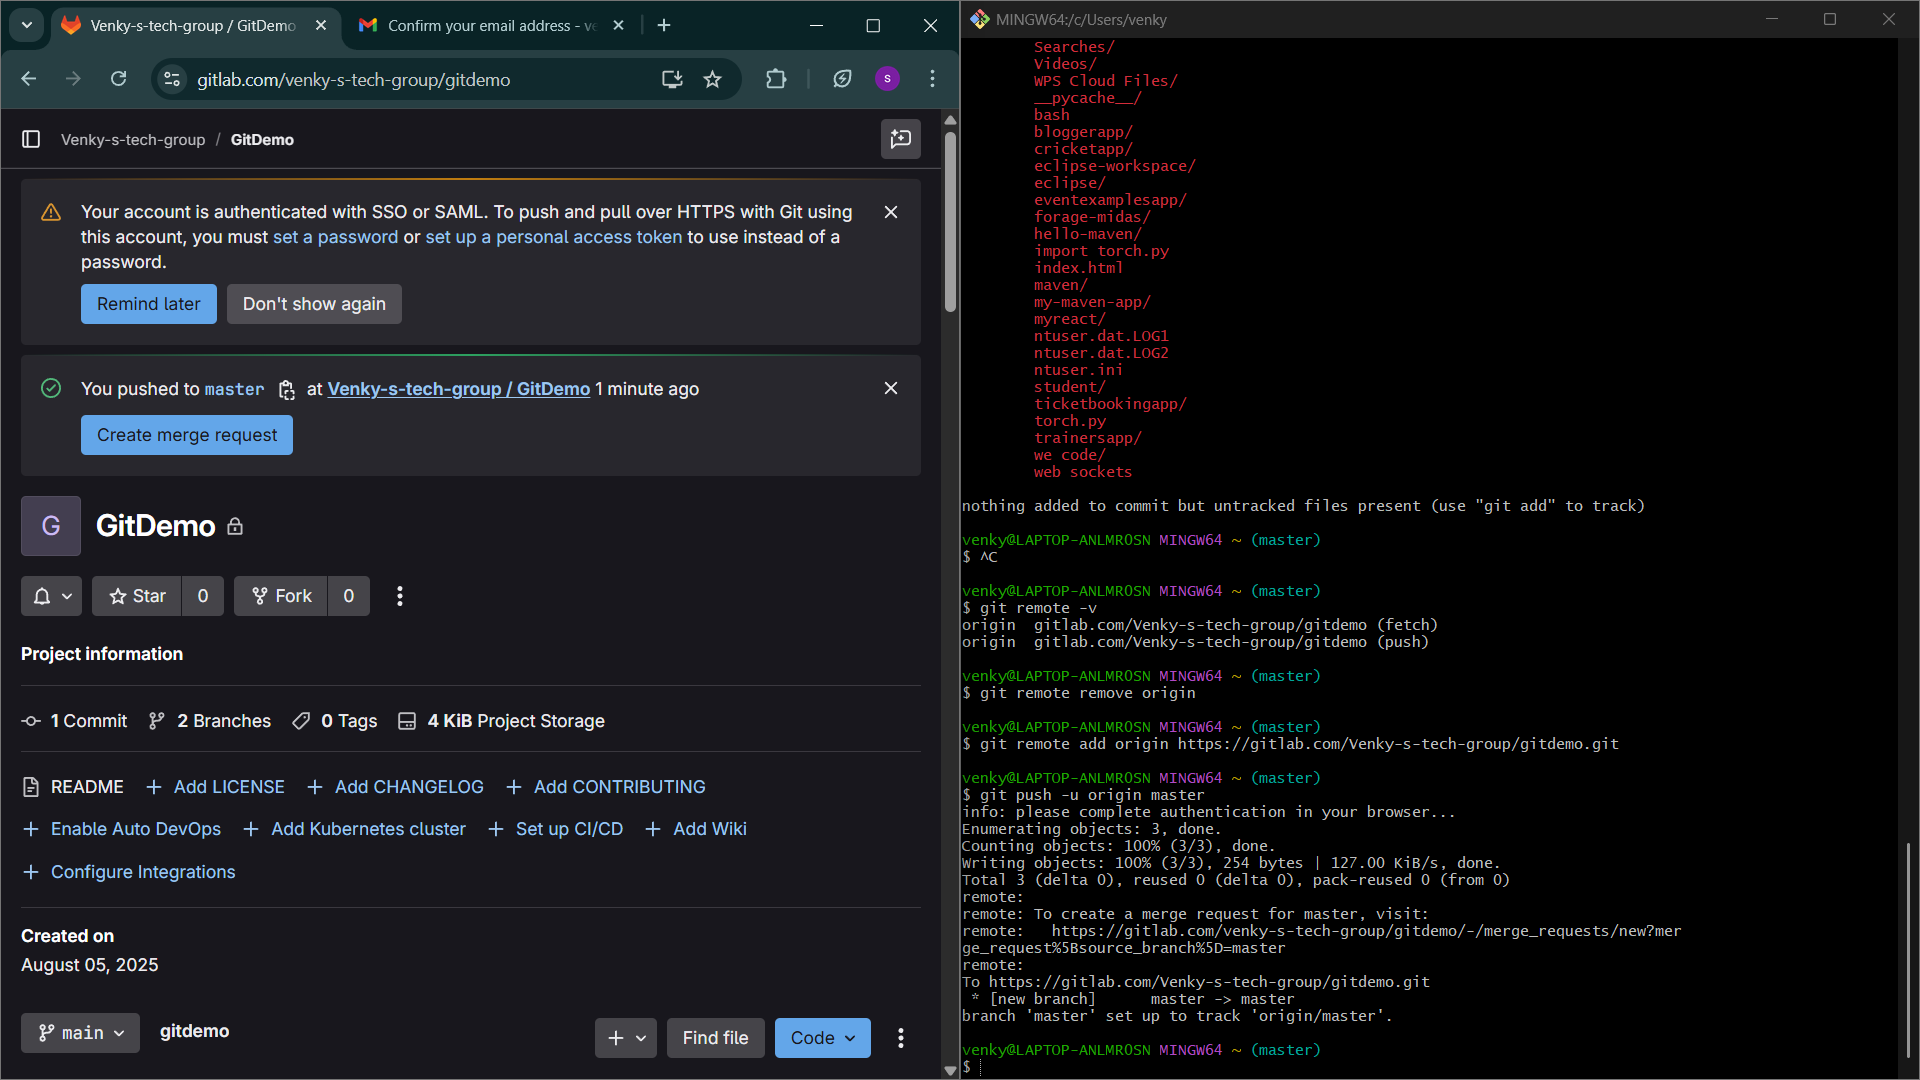 Venky-s-tech-group / GitDemo
Confirm your email address - ve
gitlab.com/venky-s-tech-group/gitdemo
s
Venky-s-tech-group / GitDemo
Your account is authenticated with SSO or SAML. To push and pull over HTTPS with Git using
this account, you must set a password or set up a personal access token to use instead of a
password.
Remind later
Don't show again
You pushed to master at Venky-s-tech-group / GitDemo 1 minute ago
Create merge request
G
GitDemo
Star 0
Fork 0
Project information
1 Commit 2 Branches 0 Tags 4 KiB Project Storage
README + Add LICENSE + Add CHANGELOG + Add CONTRIBUTING
+ Enable Auto DevOps + Add Kubernetes cluster + Set up CI/CD + Add Wiki
+ Configure Integrations
Created on
August 05, 2025
main gitdemo + Find file Code
MINGW64:/c/Users/venky
Searches/
Videos/
WPS Cloud Files/
__pycache__/
bash
bloggerapp/
cricketapp/
eclipse-workspace/
eclipse/
eventexamplesapp/
forage-midas/
hello-maven/
import torch.py
index.html
maven/
my-maven-app/
myreact/
ntuser.dat.LOG1
ntuser.dat.LOG2
ntuser.ini
student/
ticketbookingapp/
torch.py
trainersapp/
we code/
web sockets
nothing added to commit but untracked files present (use "git add" to track)
venky@LAPTOP-ANLMROSN MINGW64 ~ (master)
$ ^C
venky@LAPTOP-ANLMROSN MINGW64 ~ (master)
$ git remote -v
origin  gitlab.com/Venky-s-tech-group/gitdemo (fetch)
origin  gitlab.com/Venky-s-tech-group/gitdemo (push)
venky@LAPTOP-ANLMROSN MINGW64 ~ (master)
$ git remote remove origin
venky@LAPTOP-ANLMROSN MINGW64 ~ (master)
$ git remote add origin https://gitlab.com/Venky-s-tech-group/gitdemo.git
venky@LAPTOP-ANLMROSN MINGW64 ~ (master)
$ git push -u origin master
info: please complete authentication in your browser...
Enumerating objects: 3, done.
Counting objects: 100% (3/3), done.
Writing objects: 100% (3/3), 254 bytes | 127.00 KiB/s, done.
Total 3 (delta 0), reused 0 (delta 0), pack-reused 0 (from 0)
remote:
remote: To create a merge request for master, visit:
remote:   https://gitlab.com/venky-s-tech-group/gitdemo/-/merge_requests/new?mer
ge_request%5Bsource_branch%5D=master
remote:
To https://gitlab.com/Venky-s-tech-group/gitdemo.git
* [new branch]      master -> master
branch 'master' set up to track 'origin/master'.
venky@LAPTOP-ANLMROSN MINGW64 ~ (master)
$